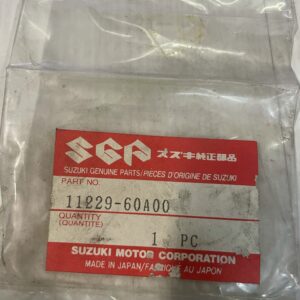 SGP スズキ純正部品
SUZUKI GENUINE PARTS/PIECES D'ORIGINE DE SUZUKI
PART NO:
11229-60A00
QUANTITY
(QUANTITE)
1 PC
SUZUKI MOTOR CORPORATION
MADE IN JAPAN/FABRIQUE AU JAPON